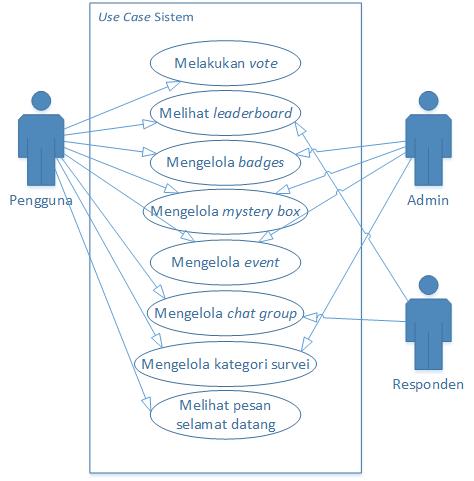 Use Case Sistem
Melakukan vote
Melihat leaderboard
Mengelola badges
Pengguna
Admin
Mengelola mystery box
Mengelola event
Mengelola chat group
Mengelola kategori survei
Responden
Melihat pesan
selamat datang